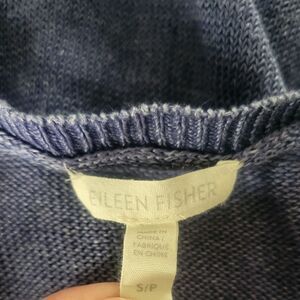 EILEEN FISHER
MADE IN
CHINA/
FABRIQUÉ
EN CHINE
S/P